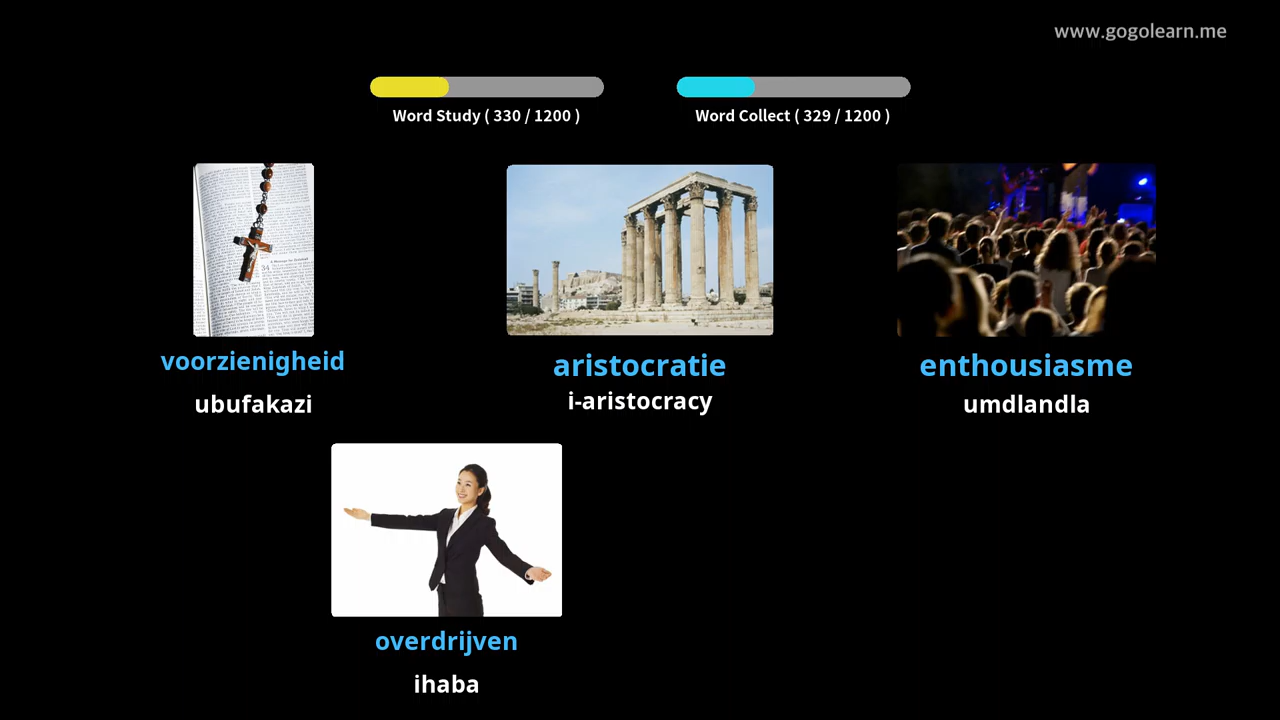 www.gogolearn.me
Word Study ( 330 / 1200 )
Word Collect ( 329 / 1200 )
voorzienigheid
ubufakazi
aristocratie
i-aristocracy
enthousiasme
umdlandla
overdrijven
ihaba